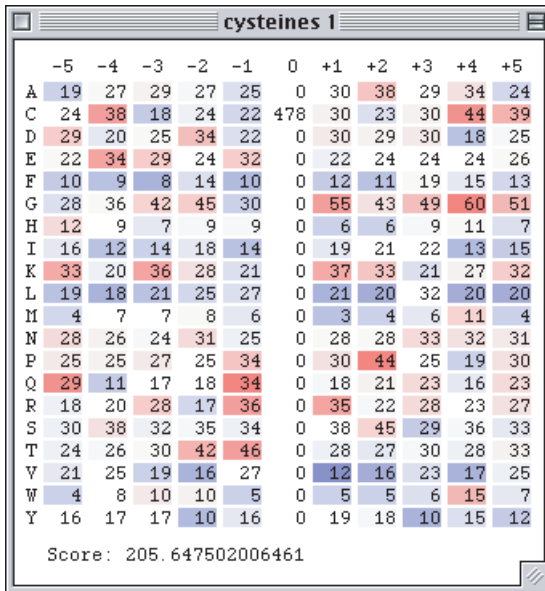 cysteines 1
-5 -4 -3 -2 -1 0 +1 +2 +3 +4 +5
A 19 27 29 27 25 0 30 38 29 34 24
C 24 38 18 24 22 478 30 23 30 44 39
D 29 20 25 34 22 0 30 29 30 18 25
E 22 34 29 24 32 0 22 24 24 24 26
F 10 9 8 14 10 0 12 11 19 15 13
G 28 36 42 45 30 0 55 43 49 60 51
H 12 9 7 9 9 0 6 6 9 11 7
I 16 12 14 18 14 0 19 21 22 13 15
K 33 20 36 28 21 0 37 33 21 27 32
L 19 18 21 25 27 0 21 20 32 20 20
M 4 7 7 8 6 0 3 4 6 11 4
N 28 26 24 31 25 0 28 28 33 32 31
P 25 25 27 25 34 0 30 44 25 19 30
Q 29 11 17 18 34 0 18 21 23 16 23
R 18 20 28 17 36 0 35 22 28 23 27
S 30 38 32 35 34 0 38 45 29 36 33
T 24 26 30 42 46 0 28 27 30 28 33
V 21 25 19 16 27 0 12 16 23 17 25
W 4 8 10 10 5 0 5 5 6 15 7
Y 16 17 17 10 16 0 19 18 10 15 12
Score: 205.647502006461